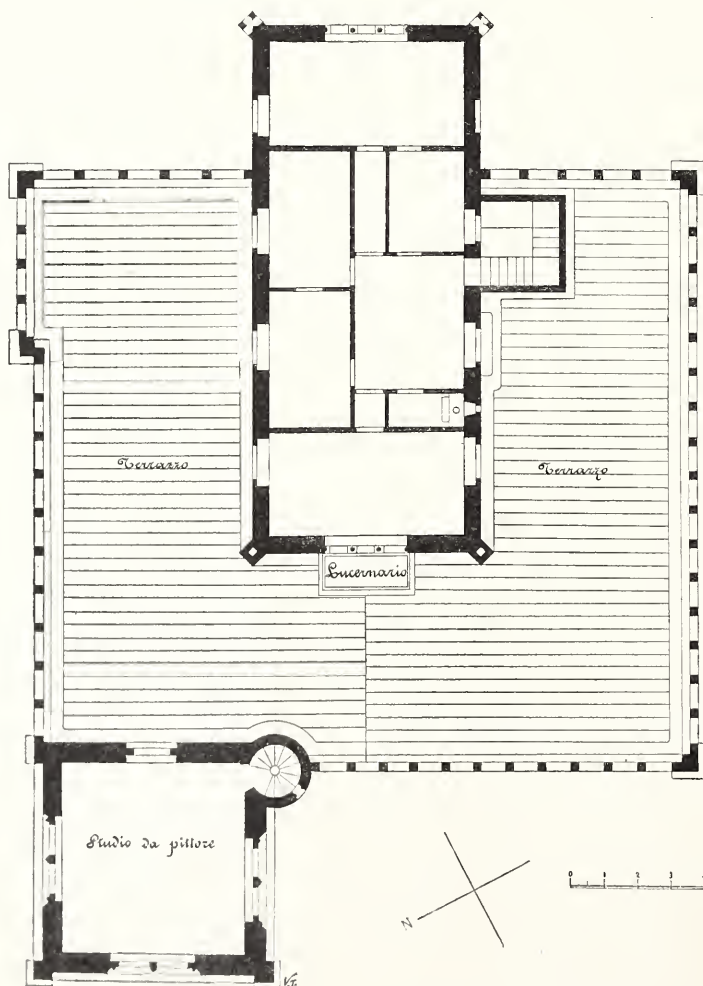 Terrazzo
Terrazzo
Lucernario
Studio da pittore
N
0 1 2 3
V.T.